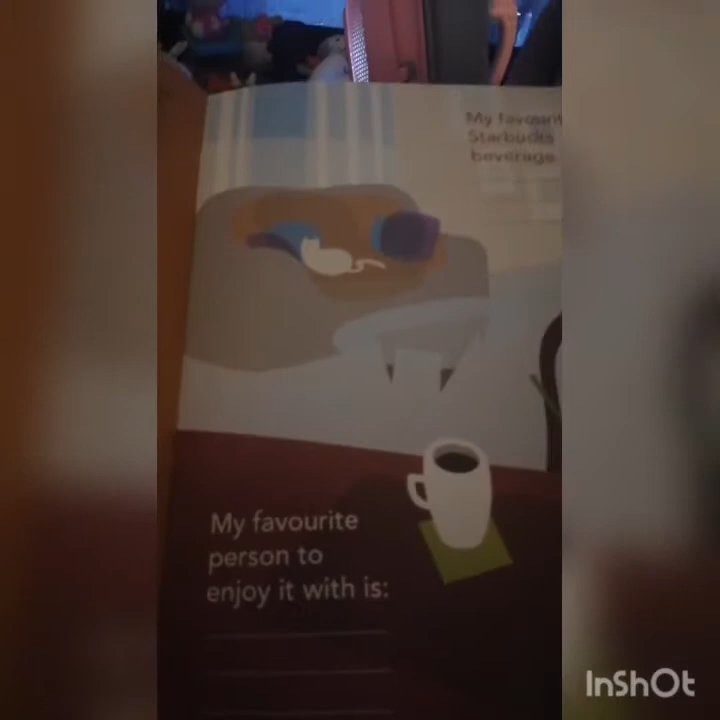 My favourit
Starbucks
beverage
My favourite
person to
enjoy it with is:
InShOt